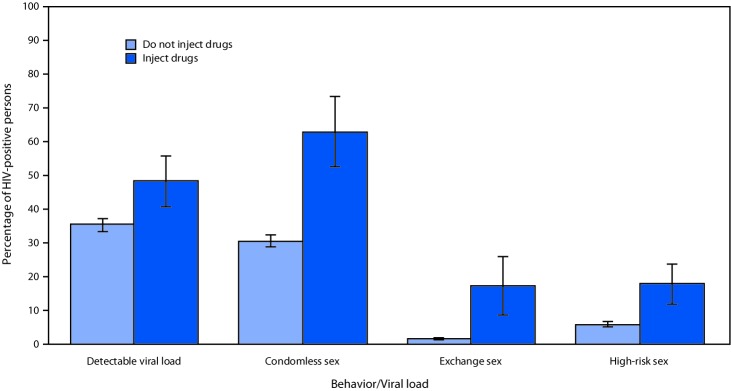 Percentage of HIV-positive persons
100
90
80
70
60
50
40
30
20
10
0
Do not inject drugs
Inject drugs
Detectable viral load
Condomless sex
Exchange sex
High-risk sex
Behavior/Viral load